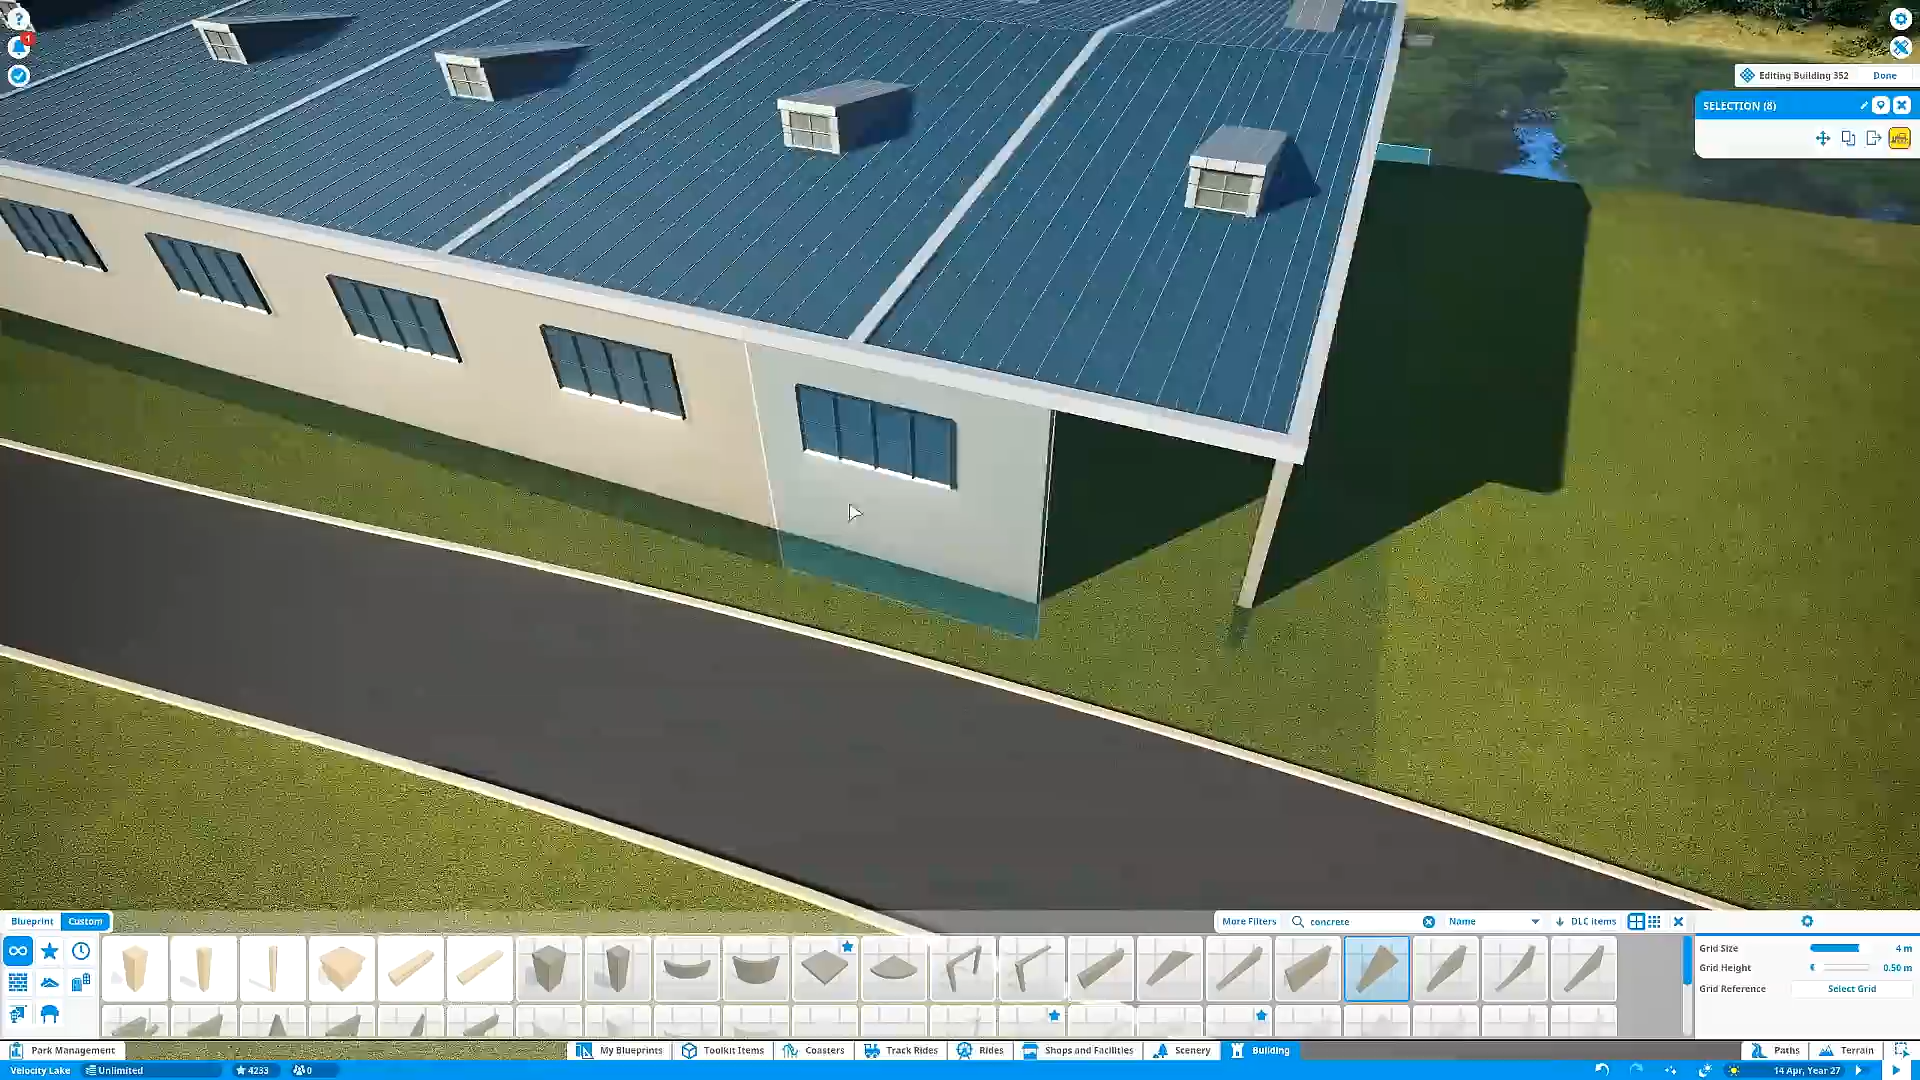 ?
1
Editing Building 352 Done
SELECTION (8)
Blueprint Custom
More Filters concrete Name DLC Items
Grid Size 4 m
Grid Height 0.50 m
Grid Reference Select Grid
Park Management My Blueprints Toolkit Items Coasters Track Rides Rides Shops and Facilities Scenery Building Paths Terrain
Velocity Lake Unlimited 4233 0 14 Apr, Year 27